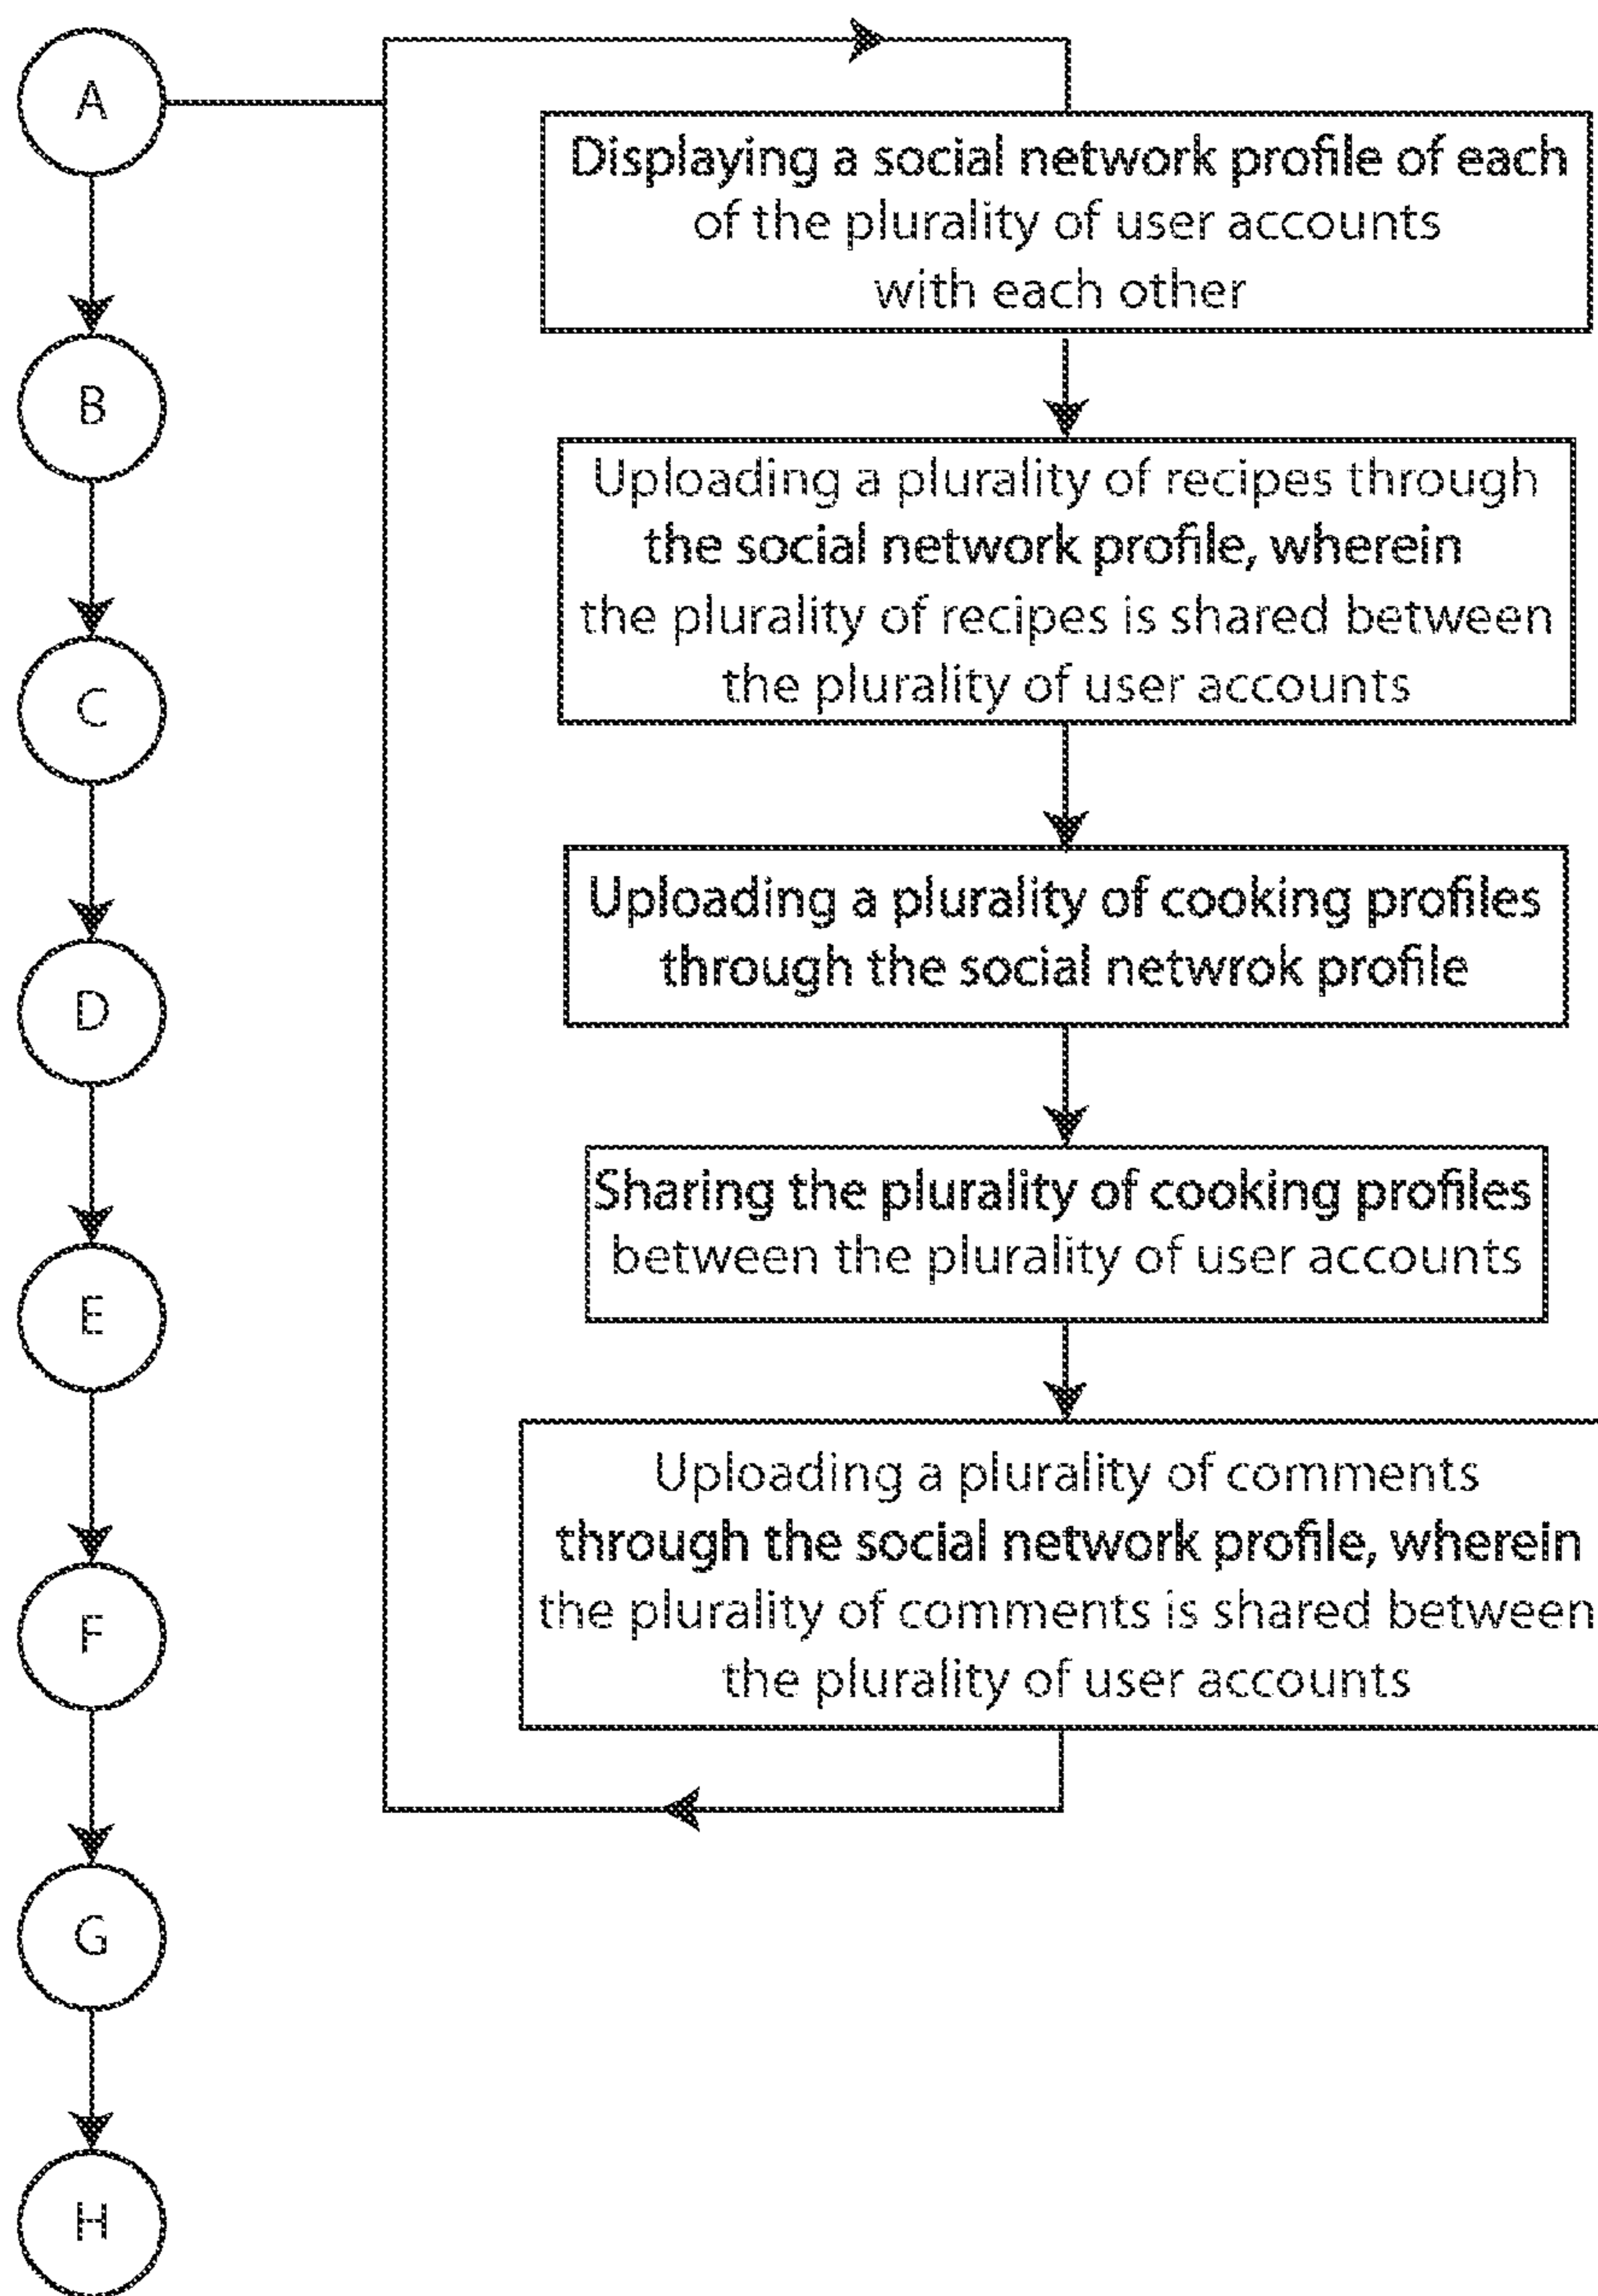 A
B
C
D
E
F
G
H
Displaying a social network profile of each
of the plurality of user accounts
with each other
Uploading a plurality of recipes through
the social network profile, wherein
the plurality of recipes is shared between
the plurality of user accounts
Uploading a plurality of cooking profiles
through the social netwrok profile
Sharing the plurality of cooking profiles
between the plurality of user accounts
Uploading a plurality of comments
through the social network profile, wherein
the plurality of comments is shared between
the plurality of user accounts